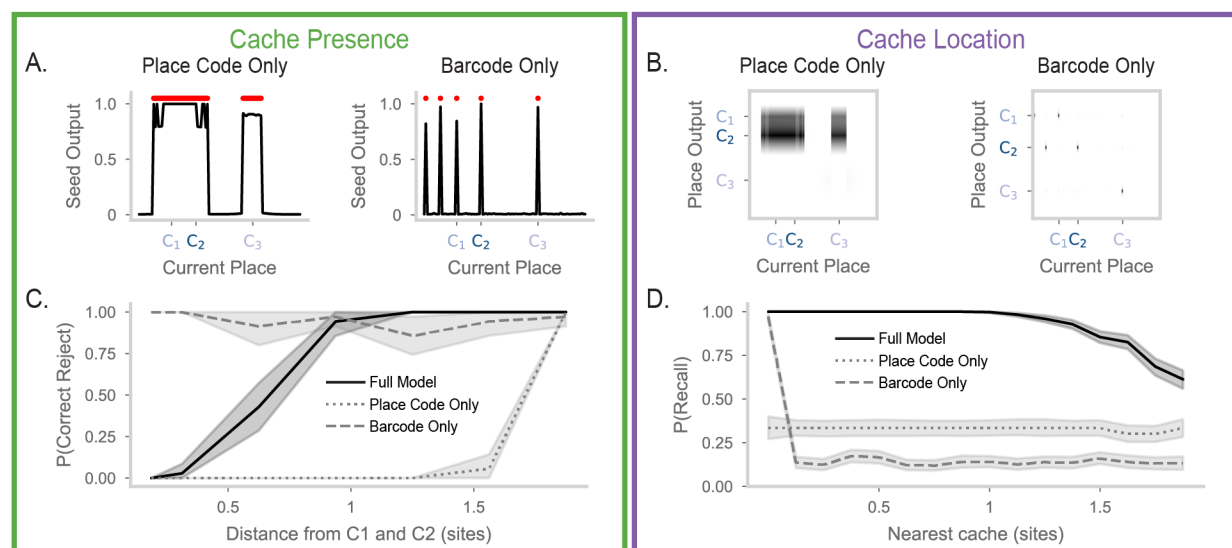 Cache Presence
A.
Place Code Only
Barcode Only
Seed Output
1.0
0.5
0
C1 C2 C3
Current Place
Seed Output
1.0
0.5
0
C1 C2 C3
Current Place
C.
P(Correct Reject)
1.00
0.75
0.50
0.25
0.00
Full Model
Place Code Only
Barcode Only
0.5 1 1.5
Distance from C1 and C2 (sites)
Cache Location
B.
Place Code Only
Barcode Only
Place Output
C1
C2
C3
C1 C2 C3
Current Place
Place Output
C1
C2
C3
C1 C2 C3
Current Place
D.
P(Recall)
1.00
0.75
0.50
0.25
0.00
Full Model
Place Code Only
Barcode Only
0.5 1 1.5
Nearest cache (sites)